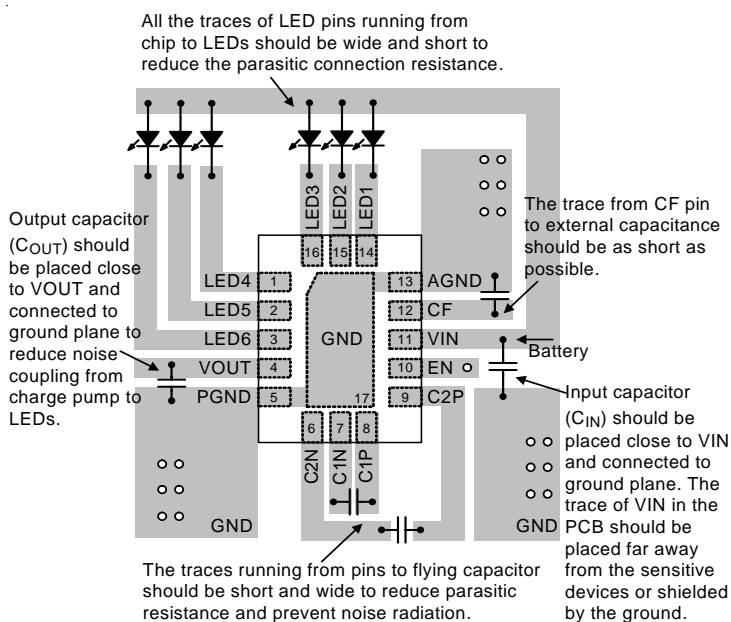 All the traces of LED pins running from
chip to LEDs should be wide and short to
reduce the parasitic connection resistance.
LED3
LED2
LED1
The trace from CF pin
to external capacitance
should be as short as
possible.
Output capacitor
(COUT) should
be placed close
to VOUT and
connected to
ground plane to
reduce noise
coupling from
charge pump to
LEDs.
16
15
14
LED4 1
LED5 2
LED6 3
VOUT 4
PGND 5
GND
17
13 AGND
12 CF
11 VIN
10 EN
9 C2P
Battery
6
7
8
C2N
C1N
C1P
Input capacitor
(CIN) should be
placed close to VIN
and connected to
ground plane. The
trace of VIN in the
PCB should be
placed far away
from the sensitive
devices or shielded
by the ground.
GND
GND
The traces running from pins to flying capacitor
should be short and wide to reduce parasitic
resistance and prevent noise radiation.